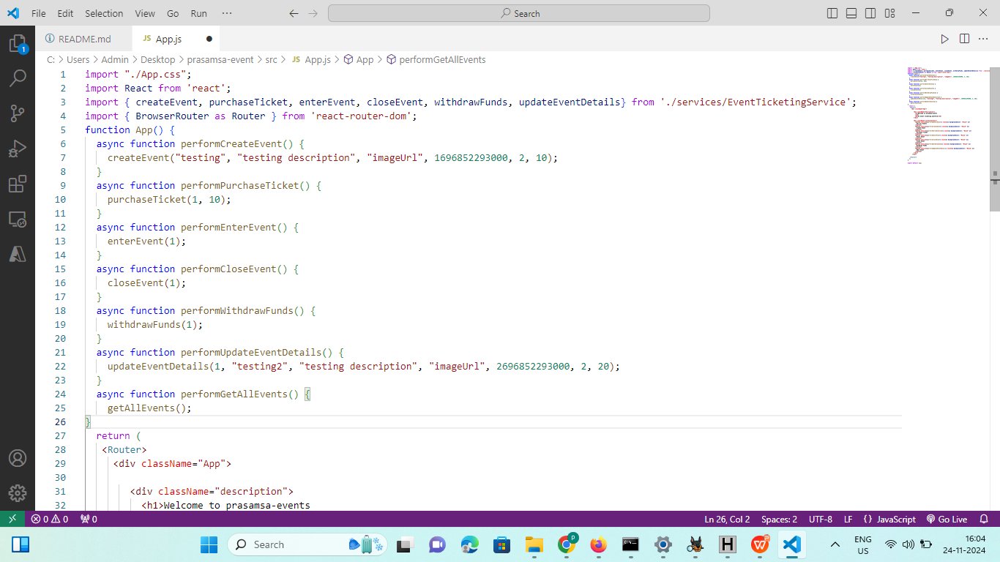 File Edit Selection View Go Run ··· Search
README.md JS App.js
C: > Users > Admin > Desktop > prasamsa-event > src > JS App.js > App > performGetAllEvents
1 import "./App.css";
2 import React from 'react';
3 import { createEvent, purchaseTicket, enterEvent, closeEvent, withdrawFunds, updateEventDetails} from './services/EventTicketingService';
4 import { BrowserRouter as Router } from 'react-router-dom';
5 function App() {
6 async function performCreateEvent() {
7 createEvent("testing", "testing description", "imageUrl", 1696852293000, 2, 10);
8 }
9 async function performPurchaseTicket() {
10 purchaseTicket(1, 10);
11 }
12 async function performEnterEvent() {
13 enterEvent(1);
14 }
15 async function performCloseEvent() {
16 closeEvent(1);
17 }
18 async function performWithdrawFunds() {
19 withdrawFunds(1);
20 }
21 async function performUpdateEventDetails() {
22 updateEventDetails(1, "testing2", "testing description", "imageUrl", 2696852293000, 2, 20);
23 }
24 async function performGetAllEvents() {
25 getAllEvents();
26 }
27 return (
28 <Router>
29 <div className="App">
30
31 <div className="description">
32 <h1>Welcome to prasamsa-events
1
0 0 0 Ln 26, Col 2 Spaces: 2 UTF-8 LF {} JavaScript Go Live
Search P H W ENG 16:04
US 24-11-2024